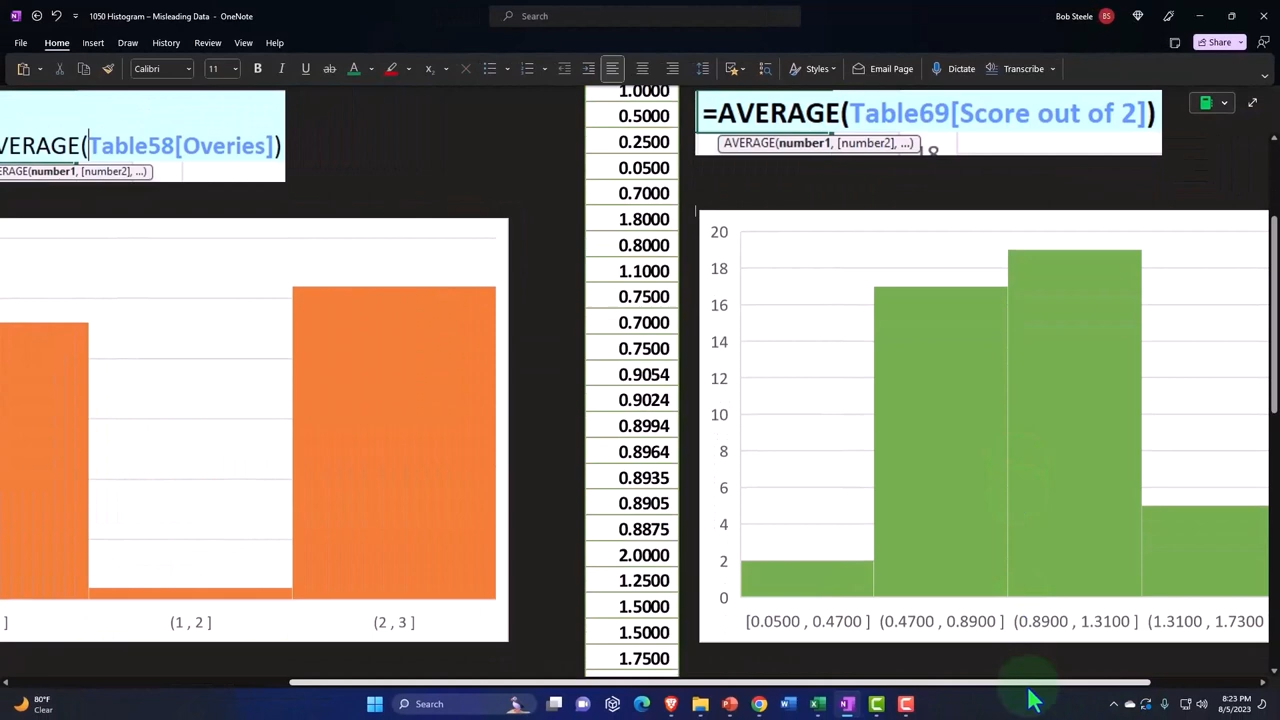 1050 Histogram – Misleading Data - OneNote
Search
Bob Steele
BS
File Home Insert Draw History Review View Help
Share
Calibri 11 B I U ab A Styles Email Page Dictate Transcribe
VERAGE(Table58[Overies])
ERAGE(number1, [number2], ...)
=AVERAGE(Table69[Score out of 2])
AVERAGE(number1, [number2], ...)
1.0000
0.5000
0.2500
0.0500
0.7000
1.8000
0.8000
1.1000
0.7500
0.7000
0.7500
0.9054
0.9024
0.8994
0.8964
0.8935
0.8905
0.8875
2.0000
1.2500
1.5000
1.5000
1.7500
]
(1 , 2 ]
(2 , 3 ]
20
18
16
14
12
10
8
6
4
2
0
[0.0500 , 0.4700 ] (0.4700 , 0.8900 ] (0.8900 , 1.3100 ] (1.3100 , 1.7300
80°F
Clear
Search
8:23 PM
8/5/2023